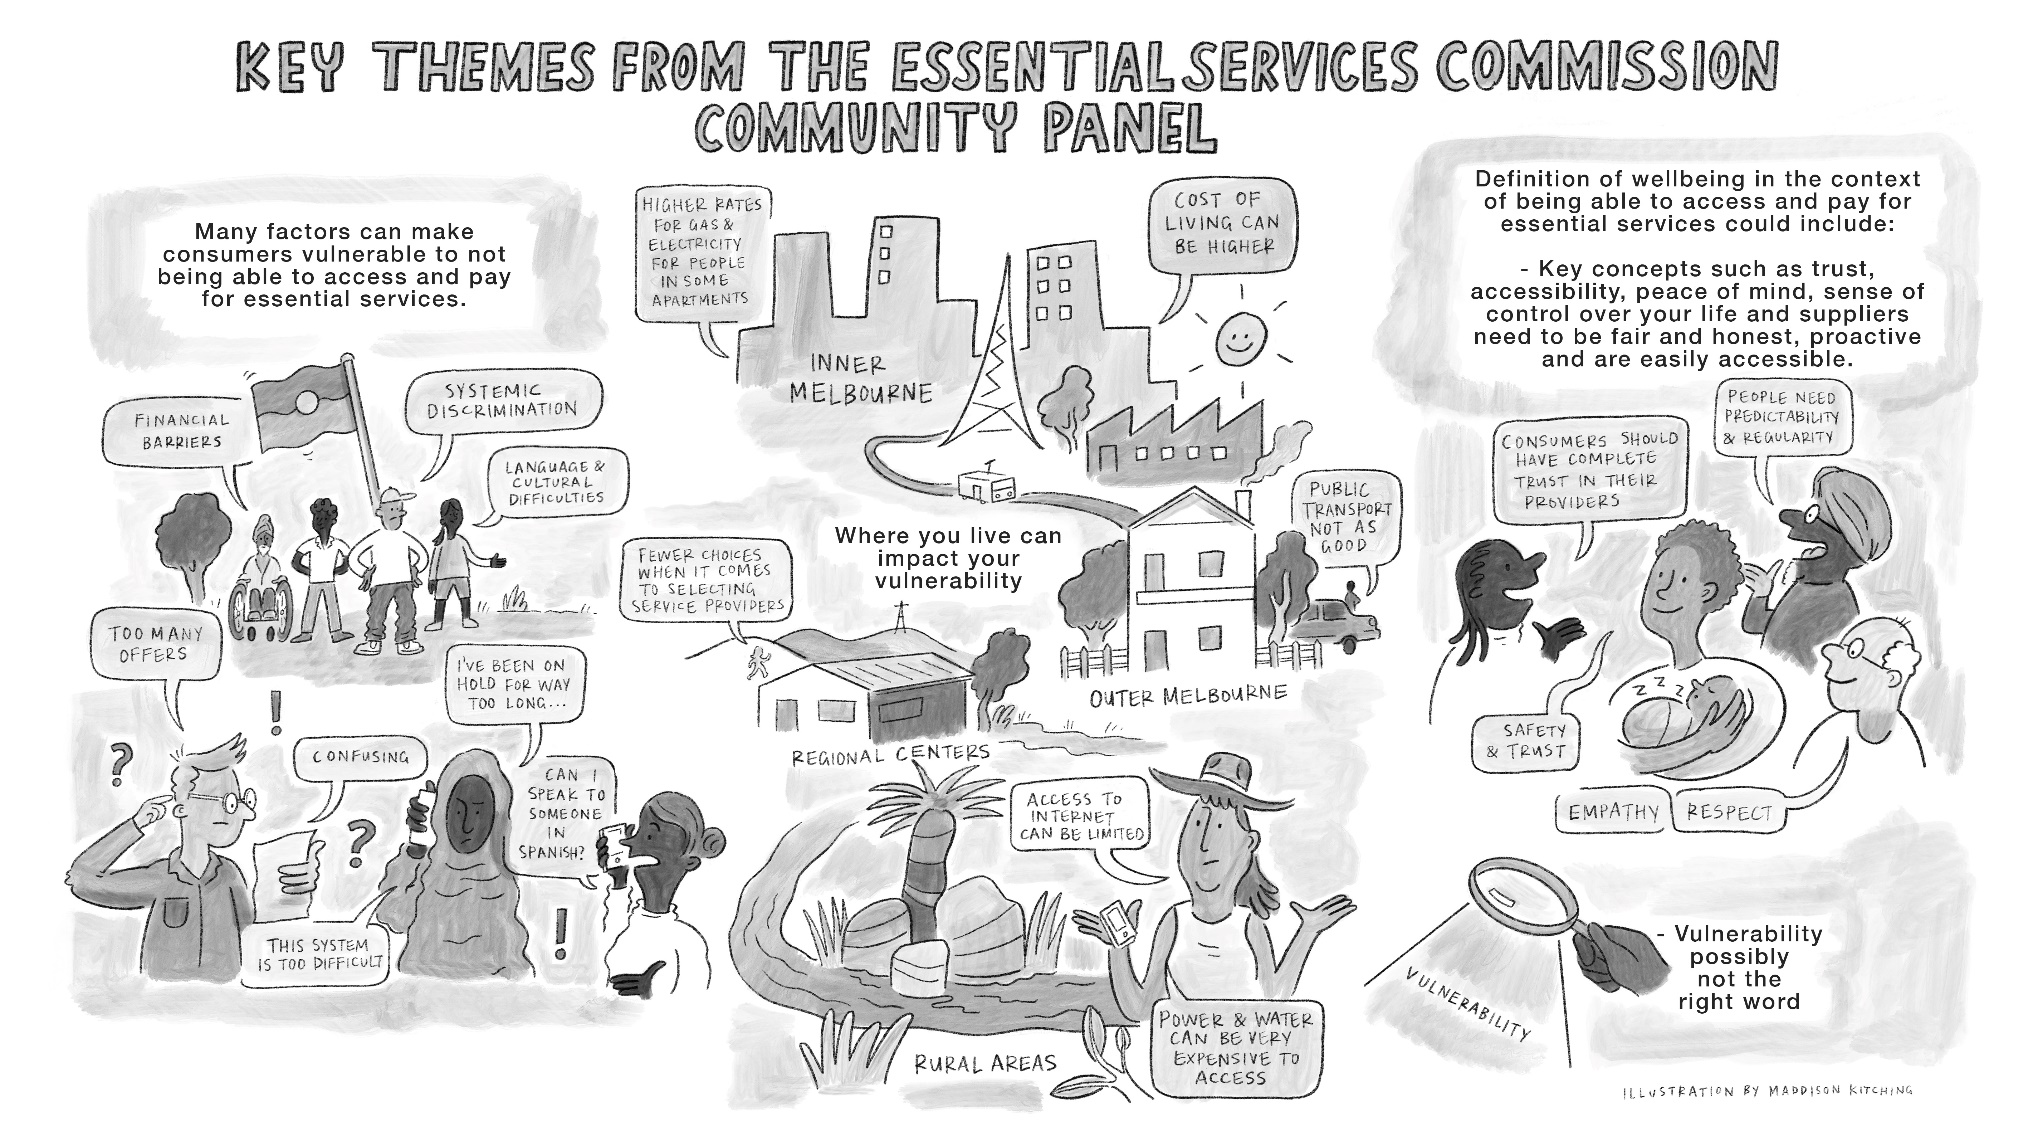 KEY THEMES FROM THE ESSENTIAL SERVICES COMMISSION
COMMUNITY PANEL
Many factors can make
consumers vulnerable to not
being able to access and pay
for essential services.
FINANCIAL
BARRIERS
SYSTEMIC
DISCRIMINATION
LANGUAGE &
CULTURAL
DIFFICULTIES
TOO MANY
OFFERS
?
!
CONFUSING
?
I'VE BEEN ON
HOLD FOR WAY
TOO LONG...
CAN I
SPEAK TO
SOMEONE
IN
SPANISH?
!
THIS SYSTEM
IS TOO DIFFICULT
HIGHER RATES
FOR GAS &
ELECTRICITY
FOR PEOPLE
IN SOME
APARTMENTS
COST OF
LIVING CAN
BE HIGHER
INNER
MELBOURNE
Where you live can
impact your
vulnerability
PUBLIC
TRANSPORT
NOT AS
GOOD
OUTER MELBOURNE
FEWER CHOICES
WHEN IT COMES
TO SELECTING
SERVICE PROVIDERS
REGIONAL CENTERS
ACCESS TO
INTERNET
CAN BE LIMITED
POWER & WATER
CAN BE VERY
EXPENSIVE TO
ACCESS
RURAL AREAS
Definition of wellbeing in the context
of being able to access and pay for
essential services could include:
- Key concepts such as trust,
accessibility, peace of mind, sense of
control over your life and suppliers
need to be fair and honest, proactive
and are easily accessible.
PEOPLE NEED
PREDICTABILITY
& REGULARITY
CONSUMERS SHOULD
HAVE COMPLETE
TRUST IN THEIR
PROVIDERS
Z Z Z
SAFETY
& TRUST
EMPATHY
RESPECT
VULNERABILITY
- Vulnerability
possibly
not the
right word
ILLUSTRATION BY MADDISON KITCHING